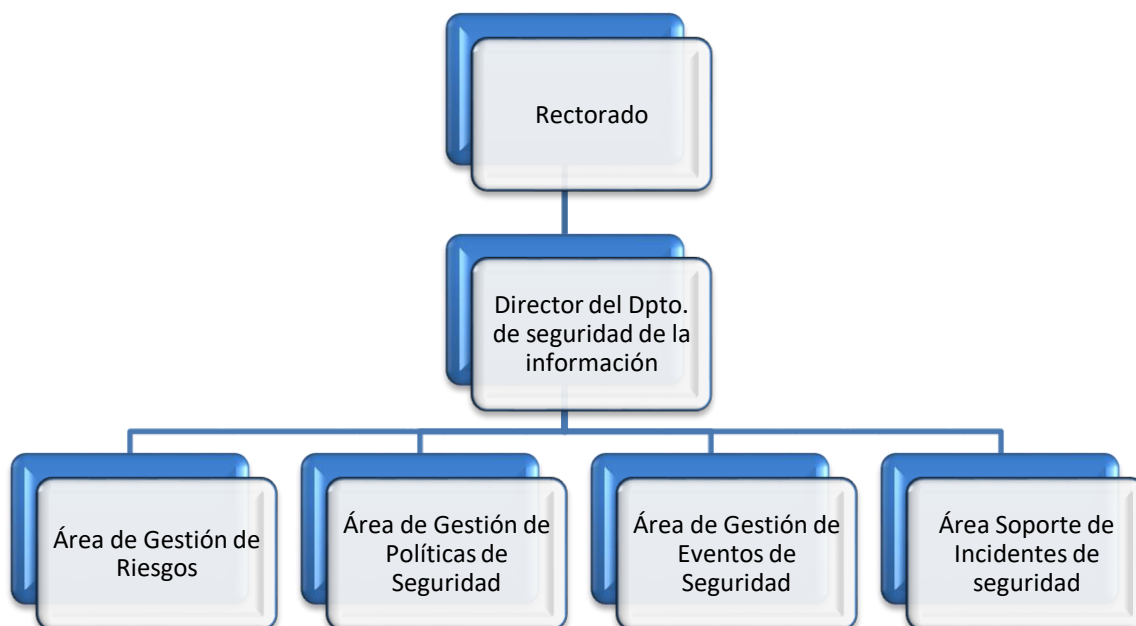 Rectorado
Director del Dpto.
de seguridad de la
información
Área de Gestión de
Riesgos
Área de Gestión de
Políticas de
Seguridad
Área de Gestión de
Eventos de
Seguridad
Área Soporte de
Incidentes de
seguridad